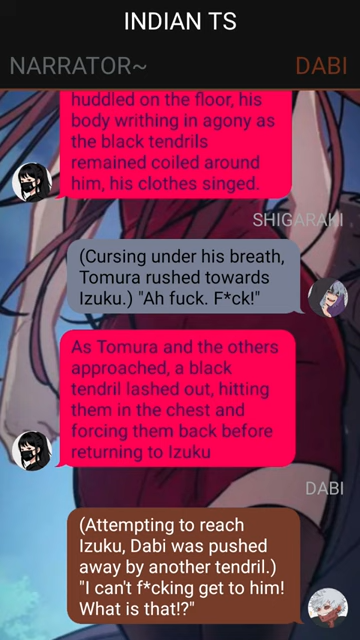 INDIAN TS
NARRATOR~ DABI
huddled on the floor, his
body writhing in agony as
the black tendrils
remained coiled around
him, his clothes singed.
SHIGARAKI
(Cursing under his breath,
Tomura rushed towards
Izuku.) "Ah fuck. F*ck!"
As Tomura and the others
approached, a black
tendril lashed out, hitting
them in the chest and
forcing them back before
returning to Izuku
DABI
(Attempting to reach
Izuku, Dabi was pushed
away by another tendril.)
"I can't f*cking get to him!
What is that!?"